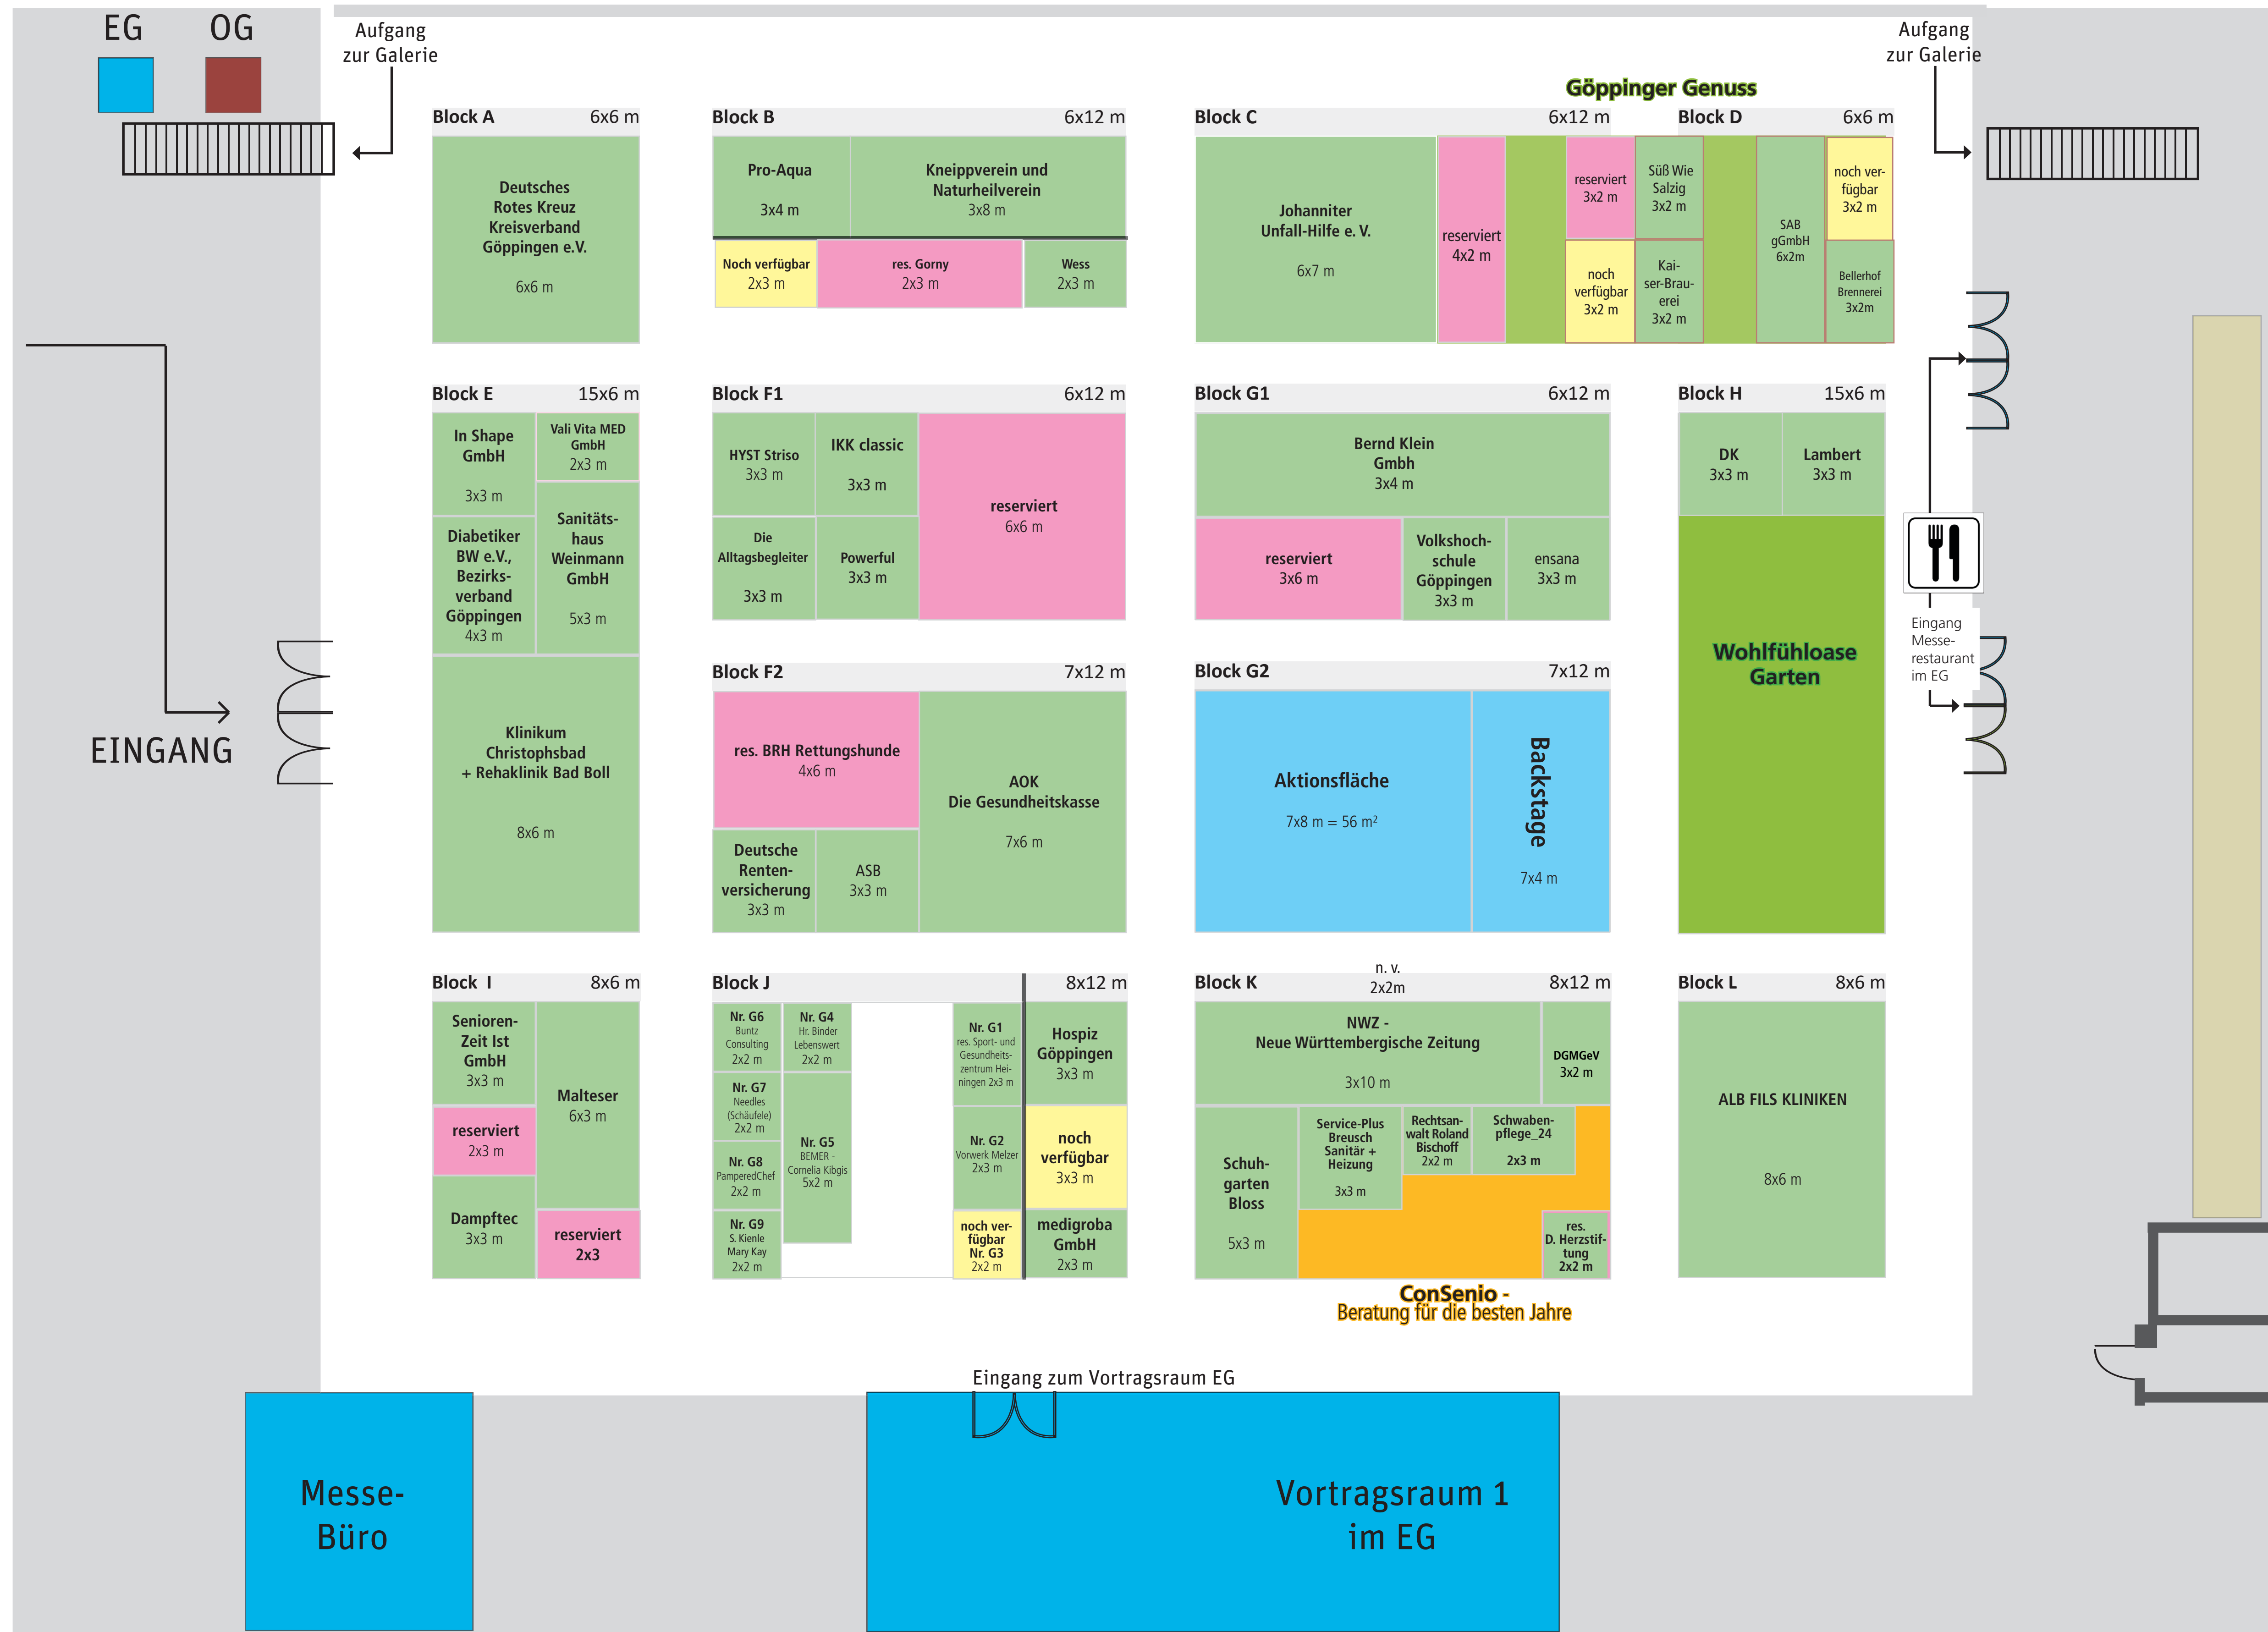 EG
OG
Aufgang
zur Galerie
Aufgang
zur Galerie
Göppinger Genuss
Block A 6x6 m
Deutsches
Rotes Kreuz
Kreisverband
Göppingen e.V.
6x6 m
Block B 6x12 m
Pro-Aqua
3x4 m
Kneippverein und
Naturheilverein
3x8 m
Noch verfügbar
2x3 m
res. Gorny
2x3 m
Wess
2x3 m
Block C 6x12 m
Johanniter
Unfall-Hilfe e. V.
6x7 m
reserviert
4x2 m
reserviert
3x2 m
noch
verfügbar
3x2 m
Süß Wie
Salzig
3x2 m
Kai-
ser-Brau-
erei
3x2 m
Block D 6x6 m
SAB
gGmbH
6x2m
noch ver-
fügbar
3x2 m
Bellerhof
Brennerei
3x2m
Block E 15x6 m
In Shape
GmbH
3x3 m
Vali Vita MED
GmbH
2x3 m
Diabetiker
BW e.V.,
Bezirks-
verband
Göppingen
4x3 m
Sanitäts-
haus
Weinmann
GmbH
5x3 m
Klinikum
Christophsbad
+ Rehaklinik Bad Boll
8x6 m
Block F1 6x12 m
HYST Striso
3x3 m
IKK classic
3x3 m
Die
Alltagsbegleiter
3x3 m
Powerful
3x3 m
reserviert
6x6 m
Block G1 6x12 m
Bernd Klein
Gmbh
3x4 m
reserviert
3x6 m
Volkshoch-
schule
Göppingen
3x3 m
ensana
3x3 m
Block H 15x6 m
DK
3x3 m
Lambert
3x3 m
Wohlfühloase
Garten
Eingang
Messe-
restaurant
im EG
EINGANG
Block F2 7x12 m
res. BRH Rettungshunde
4x6 m
Deutsche
Renten-
versicherung
3x3 m
ASB
3x3 m
AOK
Die Gesundheitskasse
7x6 m
Block G2 7x12 m
Aktionsfläche
7x8 m = 56 m²
Backstage
7x4 m
Block I 8x6 m
Senioren-
Zeit Ist
GmbH
3x3 m
reserviert
2x3 m
Dampftec
3x3 m
Malteser
6x3 m
reserviert
2x3
Block J 8x12 m
Nr. G6
Buntz
Consulting
2x2 m
Nr. G7
Needles
(Schäufele)
2x2 m
Nr. G8
PamperedChef
2x2 m
Nr. G9
S. Kienle
Mary Kay
2x2 m
Nr. G4
Hr. Binder
Lebenswert
2x2 m
Nr. G5
BEMER -
Cornelia Kibgis
5x2 m
Nr. G1
res. Sport- und
Gesundheits-
zentrum Hei-
ningen 2x3 m
Nr. G2
Vorwerk Melzer
2x3 m
noch ver-
fügbar
Nr. G3
2x2 m
Hospiz
Göppingen
3x3 m
noch
verfügbar
3x3 m
medigroba
GmbH
2x3 m
n. v.
2x2m
Block K 8x12 m
NWZ -
Neue Württembergische Zeitung
3x10 m
DGMGeV
3x2 m
Schuh-
garten
Bloss
5x3 m
Service-Plus
Breusch
Sanitär +
Heizung
3x3 m
Rechtsan-
walt Roland
Bischoff
2x2 m
Schwaben-
pflege_24
2x3 m
res.
D. Herzstif-
tung
2x2 m
ConSenio -
Beratung für die besten Jahre
Block L 8x6 m
ALB FILS KLINIKEN
8x6 m
Eingang zum Vortragsraum EG
Messe-
Büro
Vortragsraum 1
im EG